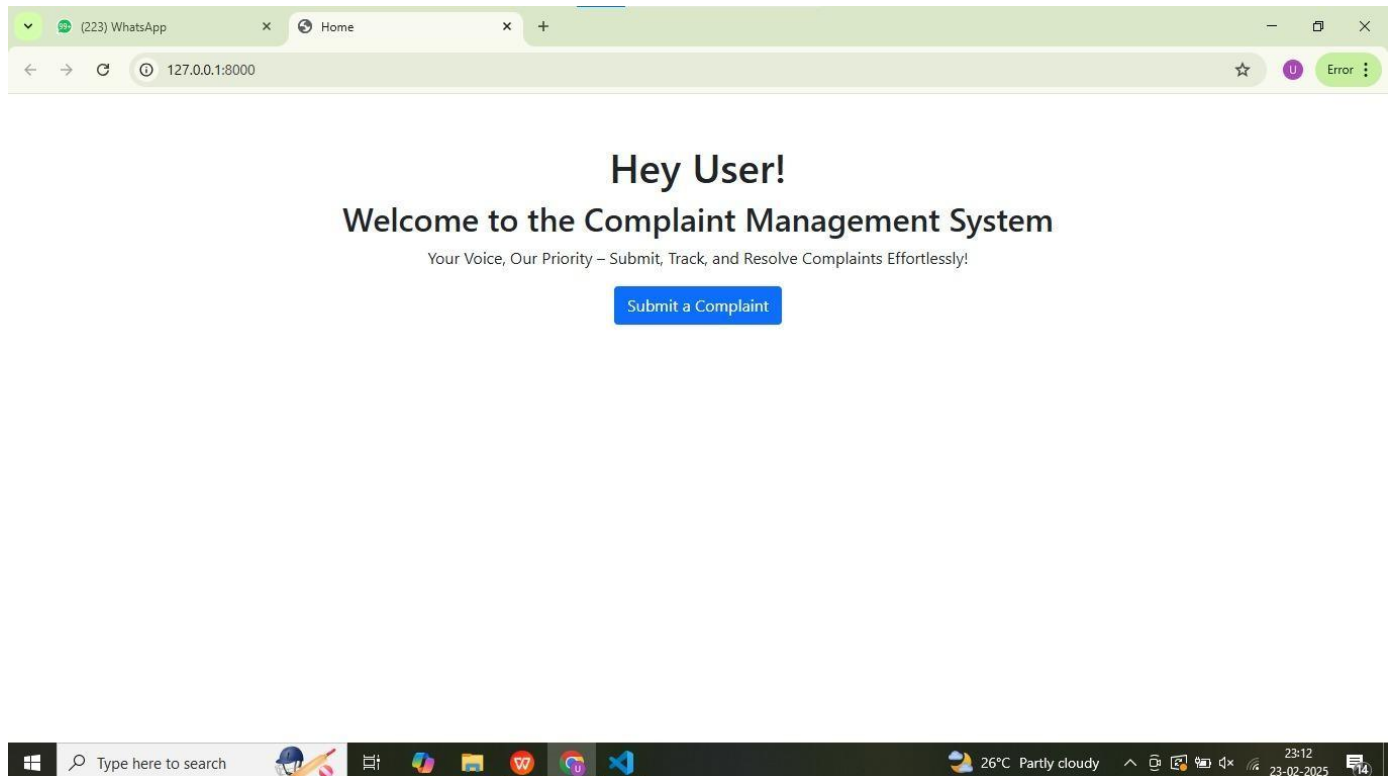 99+ (223) WhatsApp
Home
127.0.0.1:8000
U
Error
Hey User!
Welcome to the Complaint Management System
Your Voice, Our Priority – Submit, Track, and Resolve Complaints Effortlessly!
Submit a Complaint
Type here to search
26°C Partly cloudy
23:12
23-02-2025
14